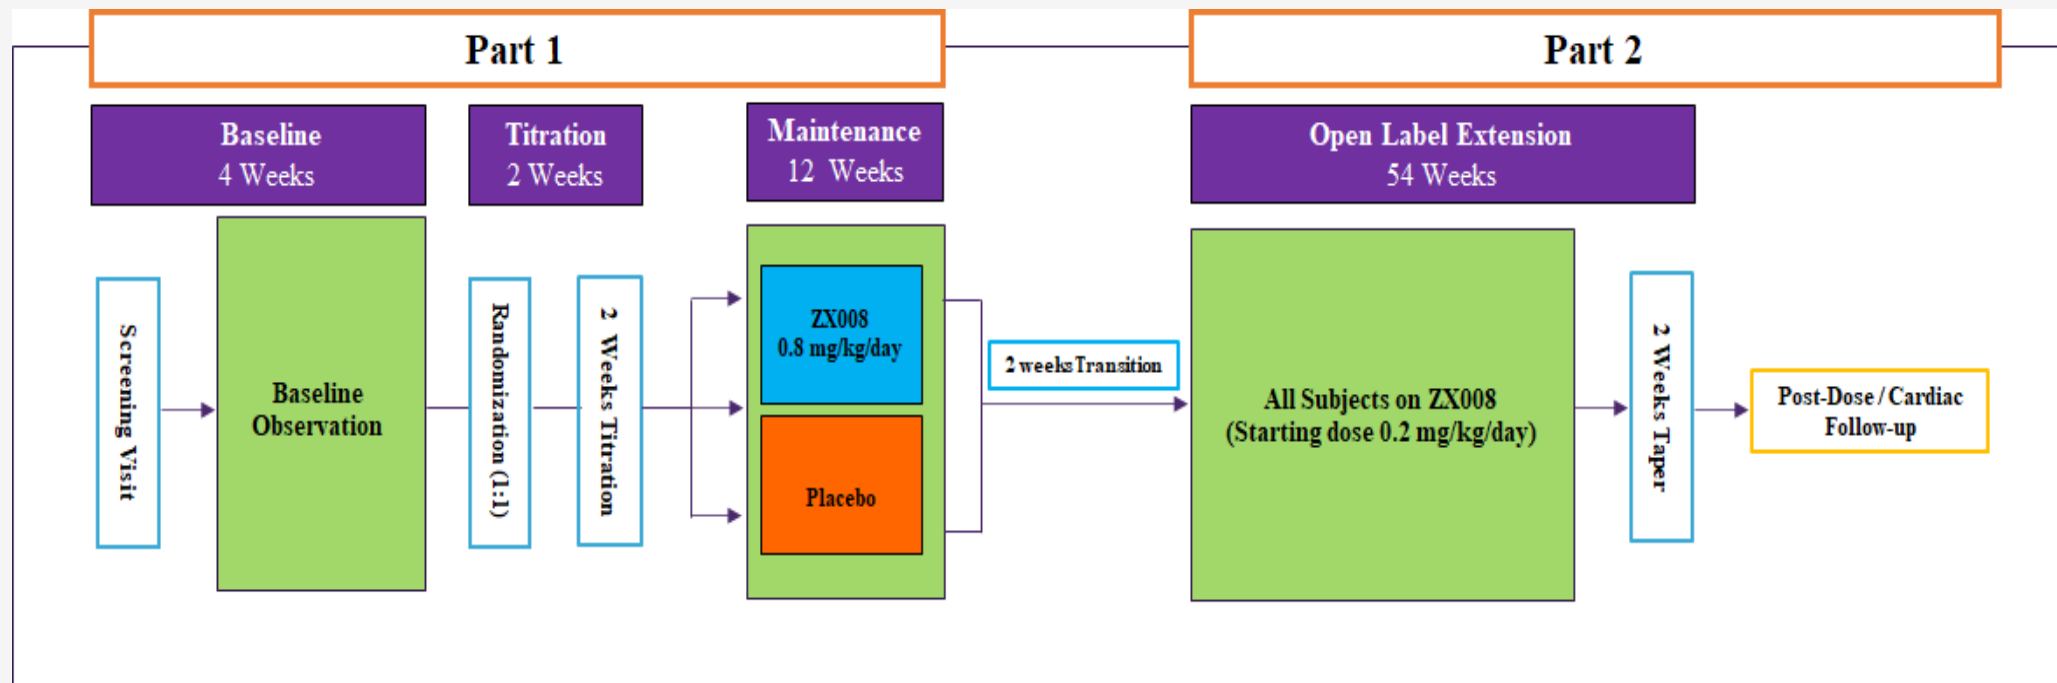 Part 1
Part 2
Baseline
4 Weeks
Titration
2 Weeks
Maintenance
12 Weeks
Open Label Extension
54 Weeks
Screening Visit
Baseline
Observation
Randomization (1:1)
2 Weeks Titration
ZX008
0.8 mg/kg/day
Placebo
2 weeksTransition
All Subjects on ZX008
(Starting dose 0.2 mg/kg/day)
2 Weeks Taper
Post-Dose / Cardiac
Follow-up